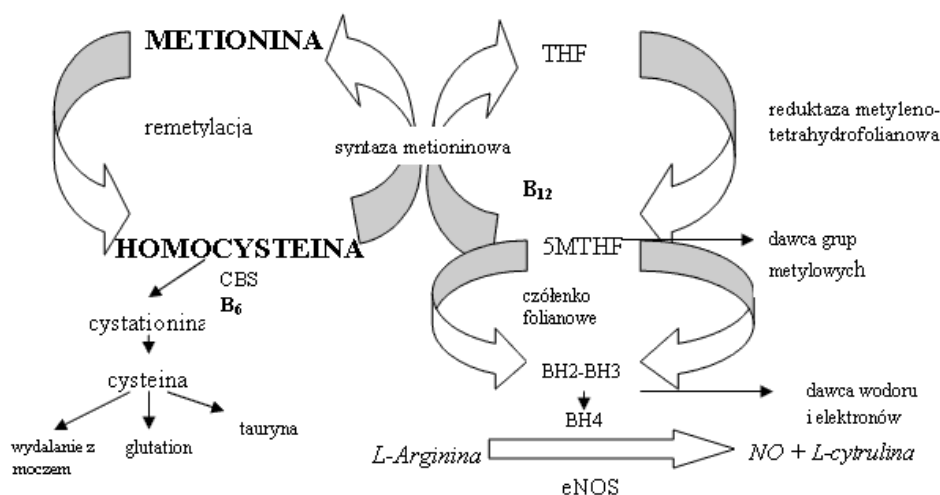 METIONINA
THF
remetylacja
syntaza metioninowa
reduktaza metyleno-
tetrahydrofolianowa
B12
HOMOCYSTEINA
5MTHF
dawca grup
metylowych
CBS
B6
cystationina
czółenko
folianowe
cysteina
BH2-BH3
BH4
dawca wodoru
i elektronów
wydalanie z
moczem
glutation
tauryna
L-Arginina
NO + L-cytrulina
eNOS